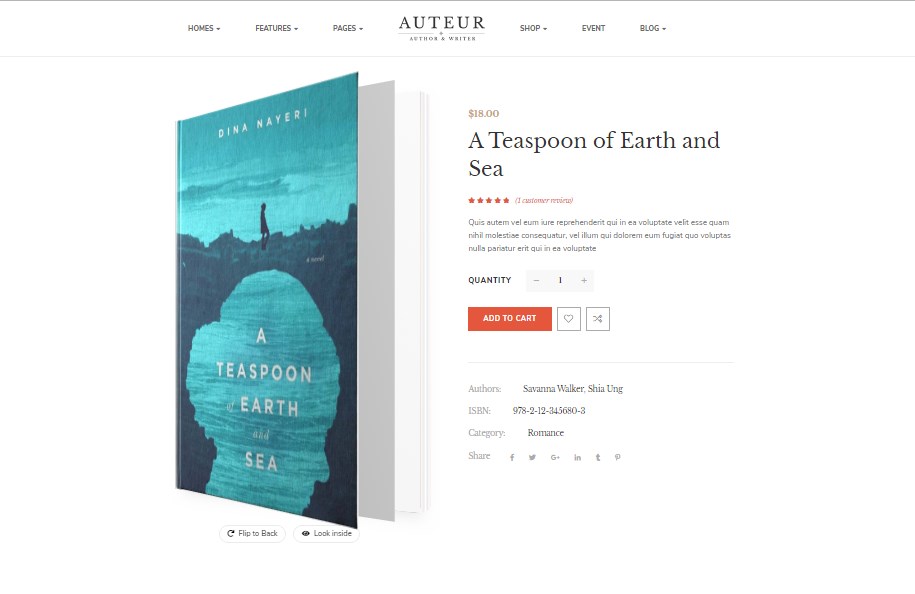 HOMES
FEATURES
PAGES
AUTEUR
AUTHOR & WRITER
SHOP
EVENT
BLOG
DINA NAYERI
a novel
A
TEASPOON
of EARTH
and
SEA
Flip to Back
Look inside
$18.00
A Teaspoon of Earth and
Sea
(1 customer review)
Quis autem vel eum iure reprehenderit qui in ea voluptate velit esse quam
nihil molestiae consequatur, vel illum qui dolorem eum fugiat quo voluptas
nulla pariatur erit qui in ea voluptate
QUANTITY − 1 +
ADD TO CART
Authors: Savanna Walker, Shia Ung
ISBN: 978-2-12-345680-3
Category: Romance
Share